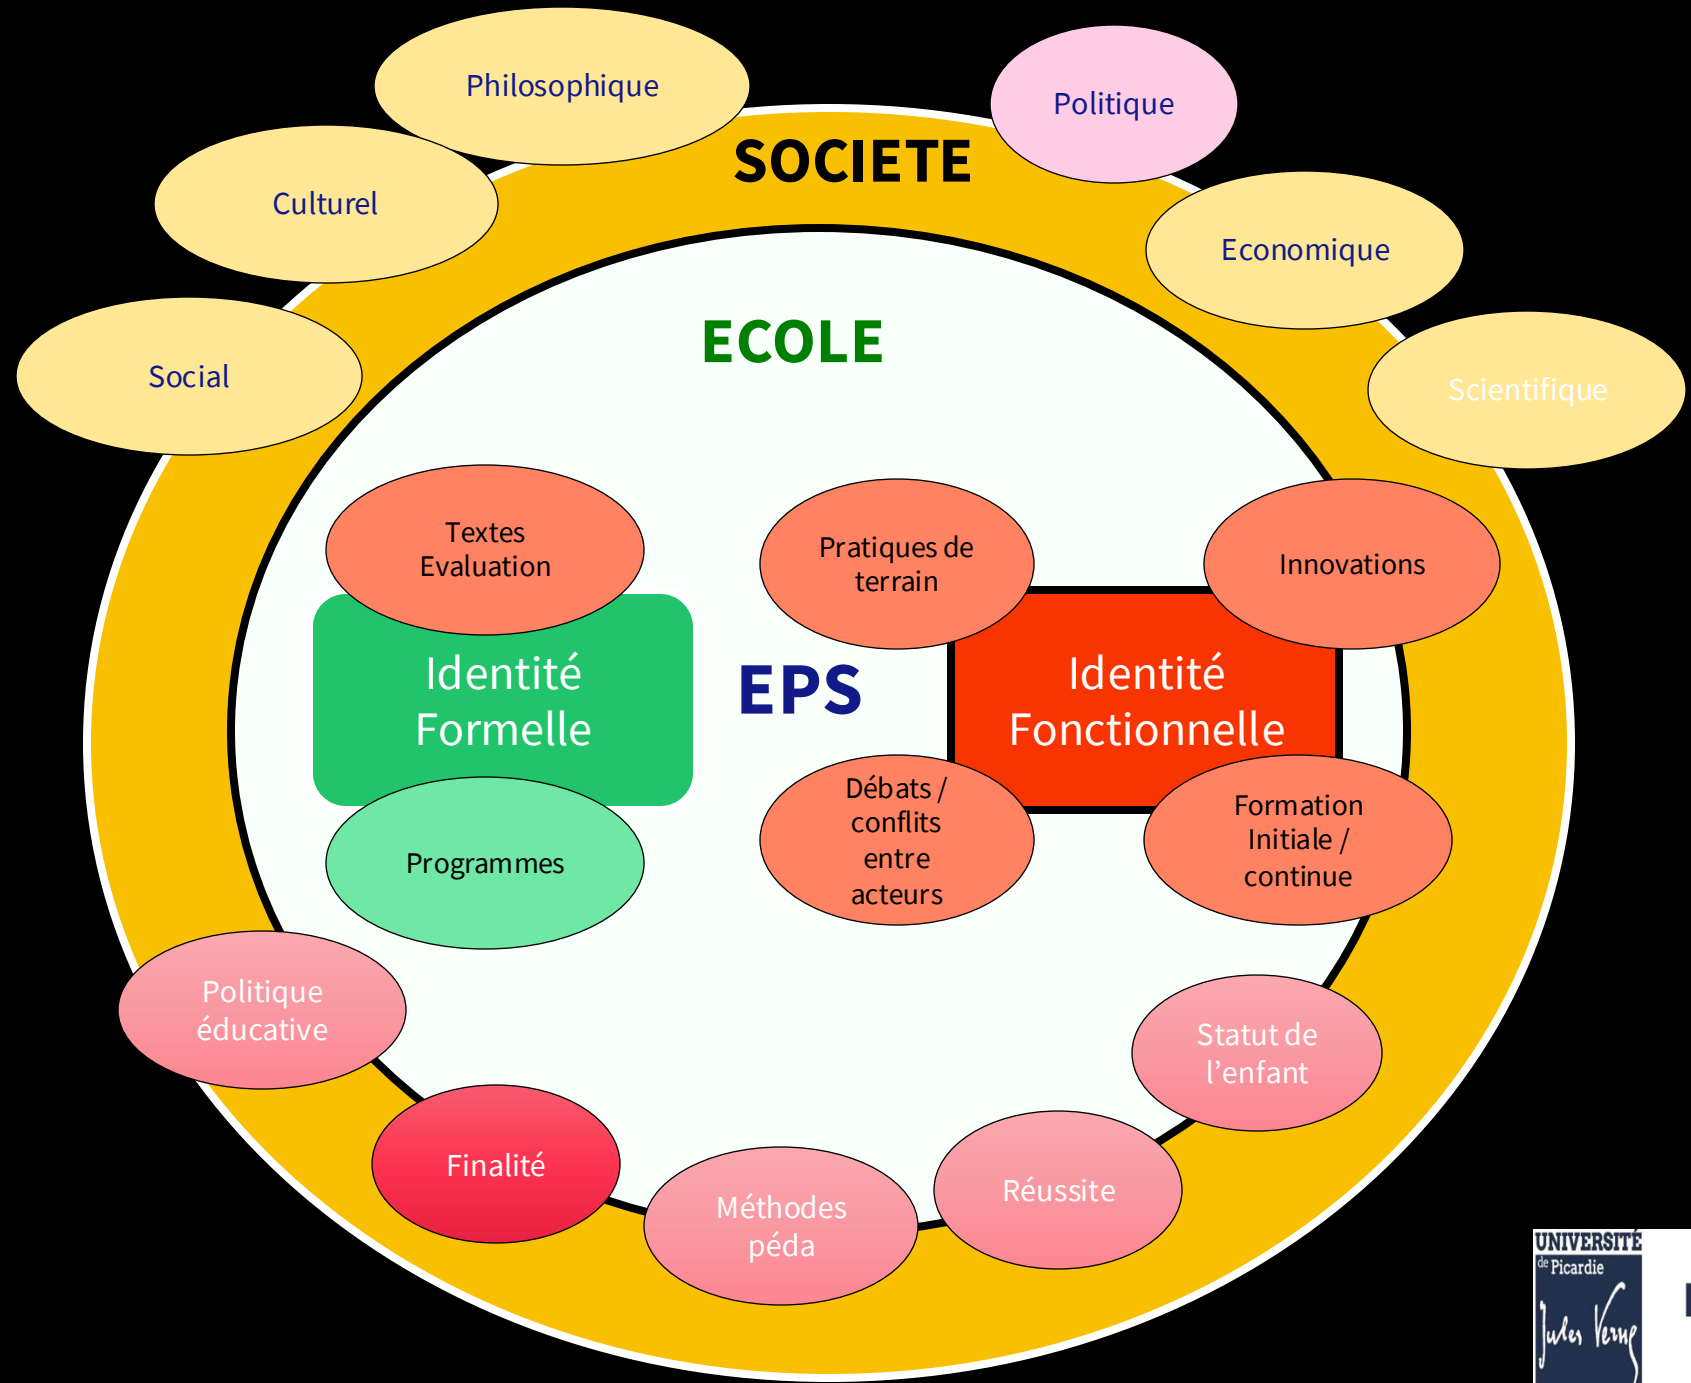 Philosophique
Politique
SOCIETE
Culturel
Economique
ECOLE
Social
Scientifique
Textes
Evaluation
Pratiques de
terrain
Innovations
Identité
Formelle
EPS
Identité
Fonctionnelle
Programmes
Débats /
conflits
entre
acteurs
Formation
Initiale /
continue
Politique
éducative
Statut de
l’enfant
Finalité
Méthodes
péda
Réussite
UNIVERSITÉ
de Picardie
Jules Verne